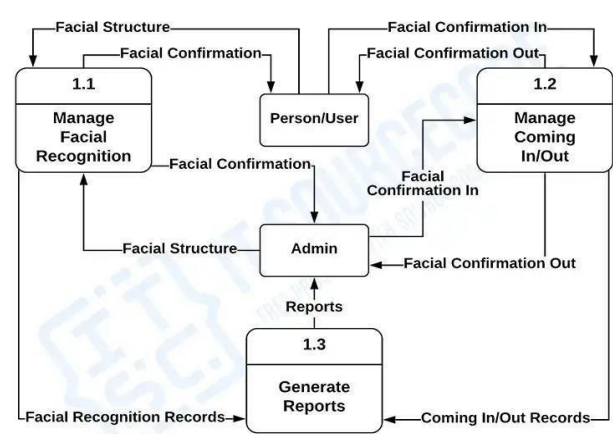 Facial Structure
Facial Confirmation In
Facial Confirmation
Facial Confirmation Out
1.1
Manage
Facial
Recognition
Person/User
1.2
Manage
Coming
In/Out
Facial Confirmation
Facial
Confirmation In
Facial Structure
Admin
Facial Confirmation Out
Reports
1.3
Generate
Reports
Facial Recognition Records
Coming In/Out Records
IT SOURCECODE